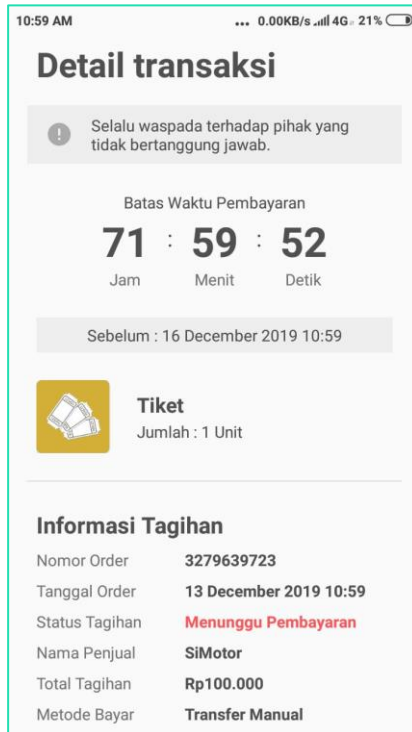 10:59 AM ... 0.00KB/s 4G 21%
Detail transaksi
Selalu waspada terhadap pihak yang
tidak bertanggung jawab.
Batas Waktu Pembayaran
71 : 59 : 52
Jam Menit Detik
Sebelum : 16 December 2019 10:59
Tiket
Jumlah : 1 Unit
Informasi Tagihan
Nomor Order 3279639723
Tanggal Order 13 December 2019 10:59
Status Tagihan Menunggu Pembayaran
Nama Penjual SiMotor
Total Tagihan Rp100.000
Metode Bayar Transfer Manual